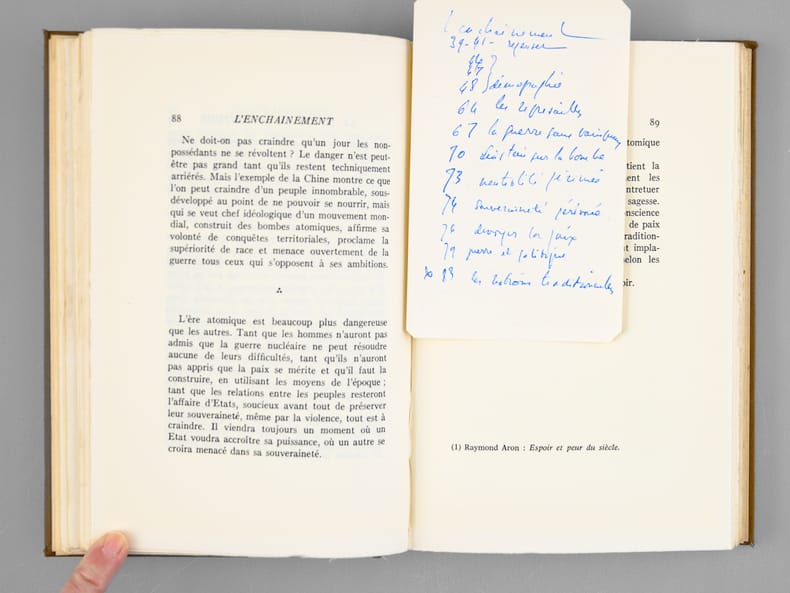 88
L'ENCHAINEMENT
Ne doit-on pas craindre qu'un jour les non-
possédants ne se révoltent ? Le danger n'est peut-
être pas grand tant qu'ils restent techniquement
arriérés. Mais l'exemple de la Chine montre ce que
l'on peut craindre d'un peuple innombrable, sous-
développé au point de ne pouvoir se nourrir, mais
qui se veut chef idéologique d'un mouvement mon-
dial, construit des bombes atomiques, affirme sa
volonté de conquêtes territoriales, proclame la
supériorité de race et menace ouvertement de la
guerre tous ceux qui s'opposent à ses ambitions.
L'ère atomique est beaucoup plus dangereuse
que les autres. Tant que les hommes n'auront pas
admis que la guerre nucléaire ne peut résoudre
aucune de leurs difficultés, tant qu'ils n'auront
pas appris que la paix se mérite et qu'il faut la
construire, en utilisant les moyens de l'époque ;
tant que les relations entre les peuples resteront
l'affaire d'Etats, soucieux avant tout de préserver
leur souveraineté, même par la violence, tout est à
craindre. Il viendra toujours un moment où un
Etat voudra accroître sa puissance, où un autre se
croira menacé dans sa souveraineté.
L'enchainement
39-41-
48 démographie
64 les represailles
67 la guerre sans vainqueur
70 Einstein sur la bombe
73 neutralité périmée
74 souveraineté périmée
76 la paix
79 guerre et politique
83 les notions traditionnelles
89
atomique
tient la
ent les
entretuer
sagesse.
onscience
de paix
radition-
t impla-
selon les
oir.
(1) Raymond Aron : Espoir et peur du siècle.